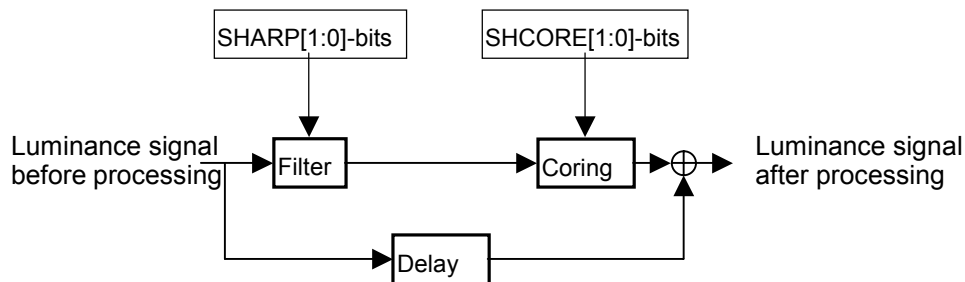 SHARP[1:0]-bits
SHCORE[1:0]-bits
Luminance signal
before processing
Filter
Coring
Luminance signal
after processing
Delay